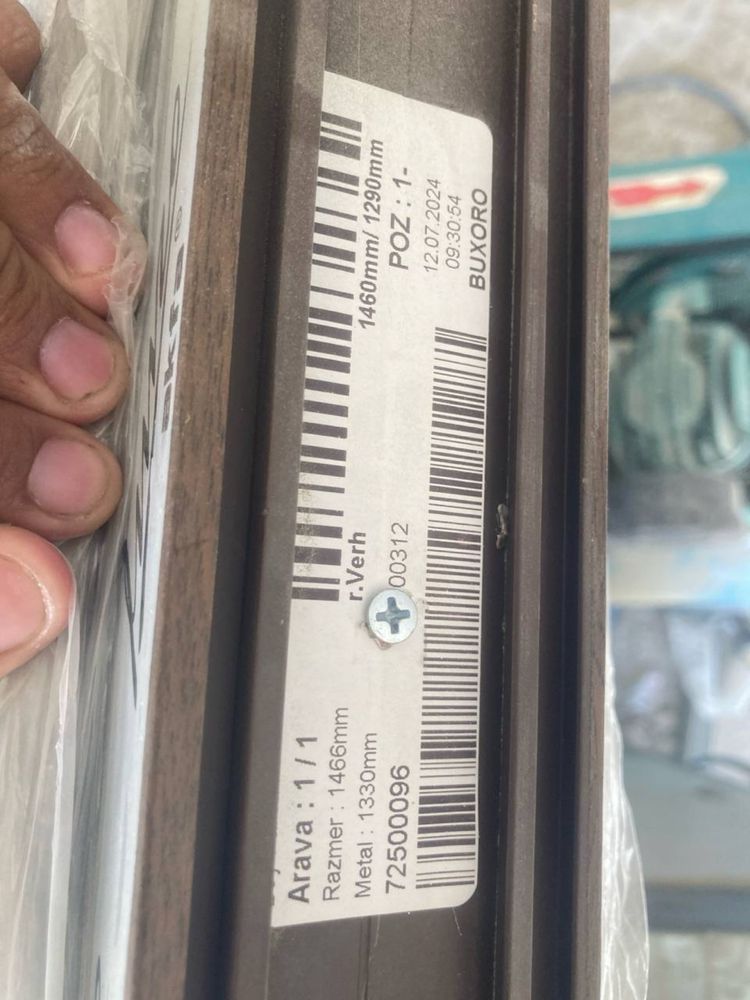 Arava : 1 / 1
Razmer : 1466mm
Metal : 1330mm
72500096
r.Verh
00312
1460mm/ 1290mm
POZ : 1-
12.07.2024
09:30:54
BUXORO